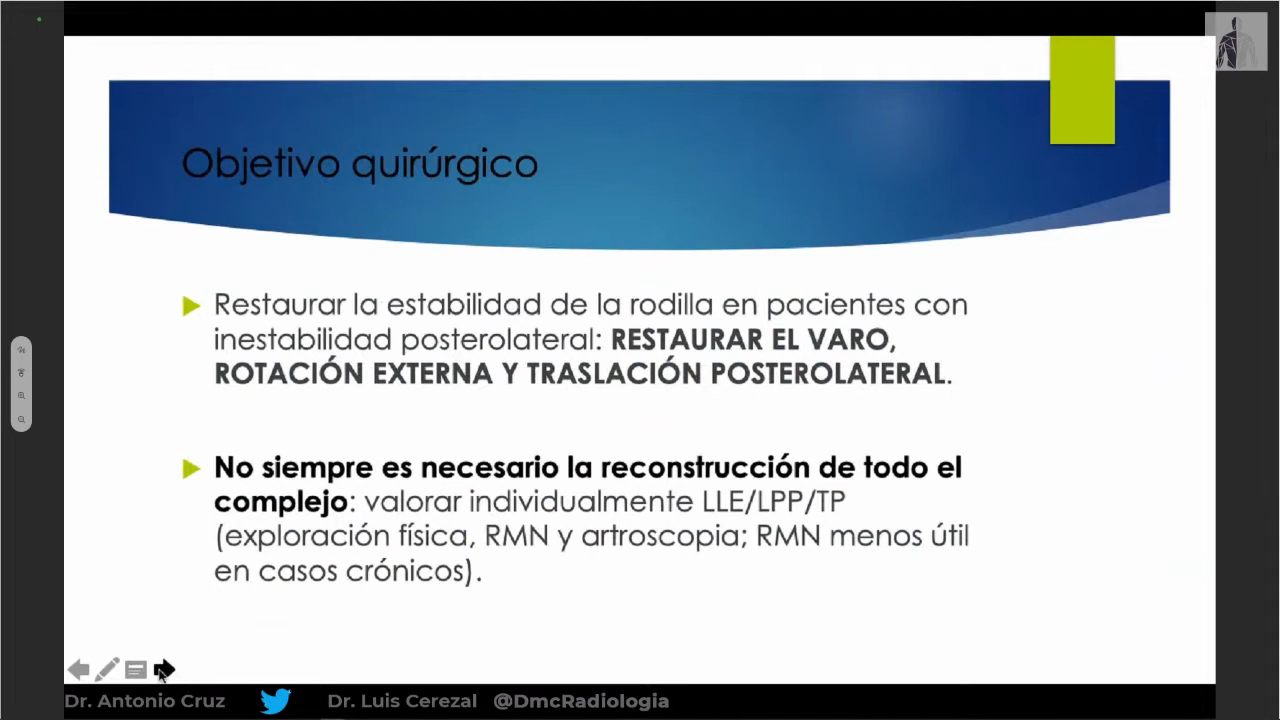 Objetivo quirúrgico
Restaurar la estabilidad de la rodilla en pacientes con
inestabilidad posterolateral: RESTAURAR EL VARO,
ROTACIÓN EXTERNA Y TRASLACIÓN POSTEROLATERAL.
No siempre es necesario la reconstrucción de todo el
complejo: valorar individualmente LLE/LPP/TP
(exploración física, RMN y artroscopia; RMN menos útil
en casos crónicos).
Dr. Antonio Cruz Dr. Luis Cerezal @DmcRadiologia